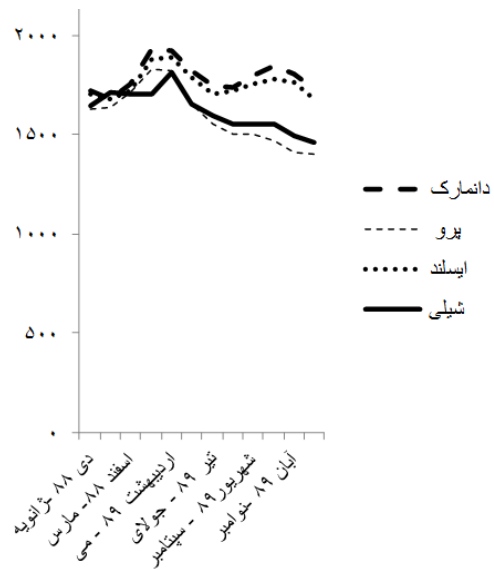 ۲۰۰۰
۱۵۰۰
۱۰۰۰
۵۰۰
۰
دانمارک
پرو
ایسلند
شیلی
دی ۸۸ -ژانویه
اسفند ۸۸- مارس
اردیبهشت ۸۹ - می
تیر ۸۹ - جولای
شهریور ۸۹ - سپتامبر
آبان ۸۹ -نوامبر